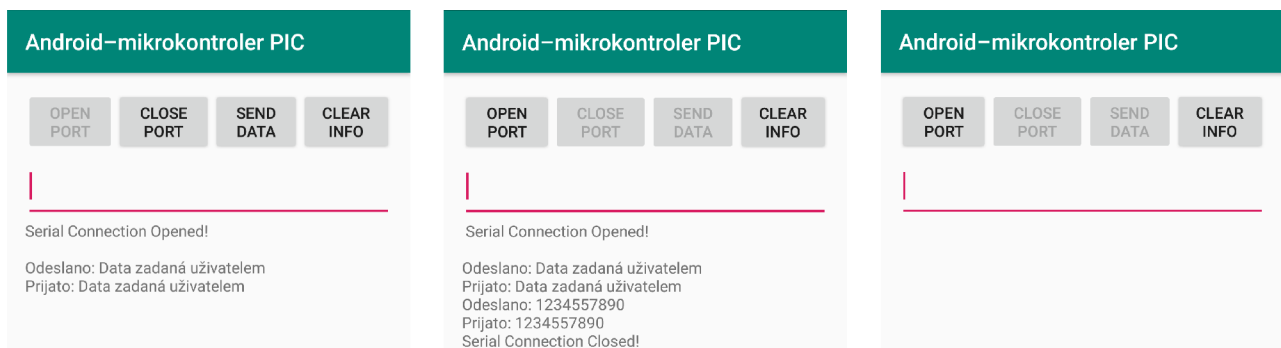 Android–mikrokontroler PIC
OPEN PORT
CLOSE PORT
SEND DATA
CLEAR INFO
Serial Connection Opened!
Odeslano: Data zadaná uživatelem
Prijato: Data zadaná uživatelem
Android–mikrokontroler PIC
OPEN PORT
CLOSE PORT
SEND DATA
CLEAR INFO
Serial Connection Opened!
Odeslano: Data zadaná uživatelem
Prijato: Data zadaná uživatelem
Odeslano: 1234557890
Prijato: 1234557890
Serial Connection Closed!
Android–mikrokontroler PIC
OPEN PORT
CLOSE PORT
SEND DATA
CLEAR INFO